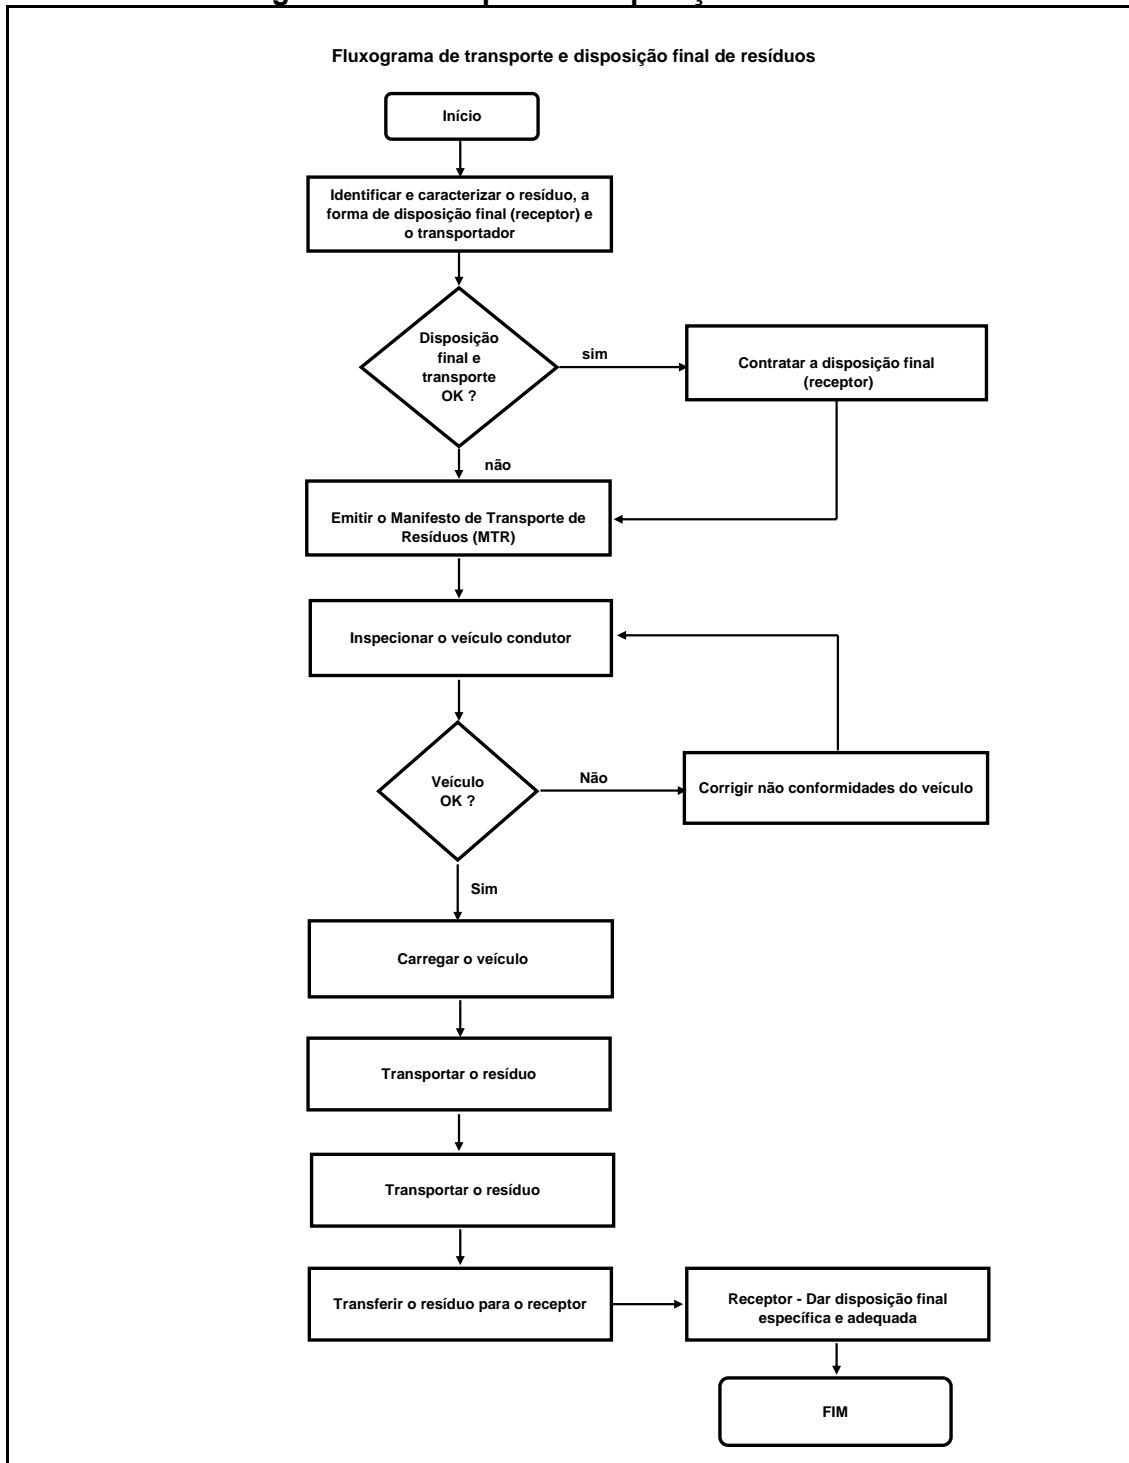 Fluxograma de transporte e disposição final de resíduos
Início
Identificar e caracterizar o resíduo, a
forma de disposição final (receptor) e
o transportador
Disposição
final e
transporte
OK ?
sim
Contratar a disposição final
(receptor)
não
Emitir o Manifesto de Transporte de
Resíduos (MTR)
Inspecionar o veículo condutor
Veículo
OK ?
Não
Corrigir não conformidades do veículo
Sim
Carregar o veículo
Transportar o resíduo
Transportar o resíduo
Transferir o resíduo para o receptor
Receptor - Dar disposição final
específica e adequada
FIM